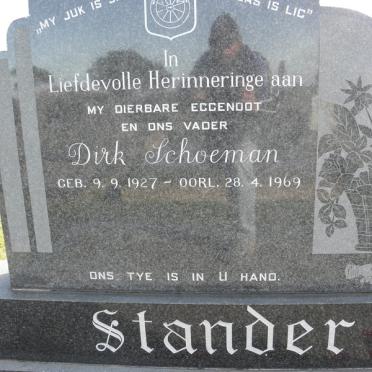 „MY JUK IS
IS LIC”
In
Liefdevolle Herinneringe aan
MY DIERBARE EGGENOOT
EN ONS VADER
Dirk Schoeman
GEB. 9. 9. 1927 – OORL. 28. 4. 1969
ONS TYE IS IN U HAND.
Stander